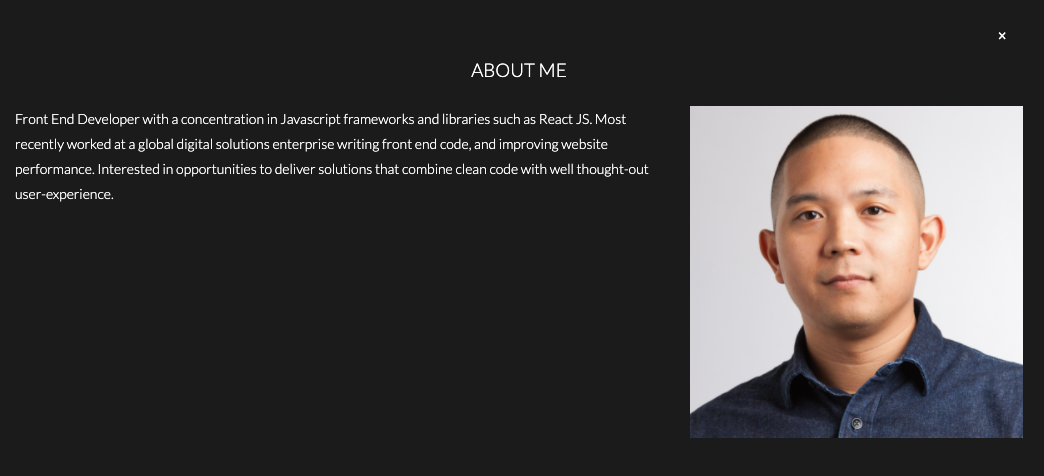 ×
ABOUT ME
Front End Developer with a concentration in Javascript frameworks and libraries such as React JS. Most
recently worked at a global digital solutions enterprise writing front end code, and improving website
performance. Interested in opportunities to deliver solutions that combine clean code with well thought-out
user-experience.